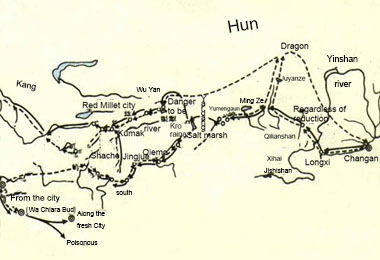 Hun
Dragon
Yinshan
river
Kang
Juyanze
Wu Yan
Ming Ze
Red Millet city
Danger
to be
Yumengaun
Regardless of
reduction
Kumak
river
Kro
rain
Salt marsh
Qilianshan
Shache
Jingjue
Qiemo
Xihai
Longxi
Changan
Jishishan
south
From the city
(Wa Chiara Bud)
Along the
fresh City
Poisonous